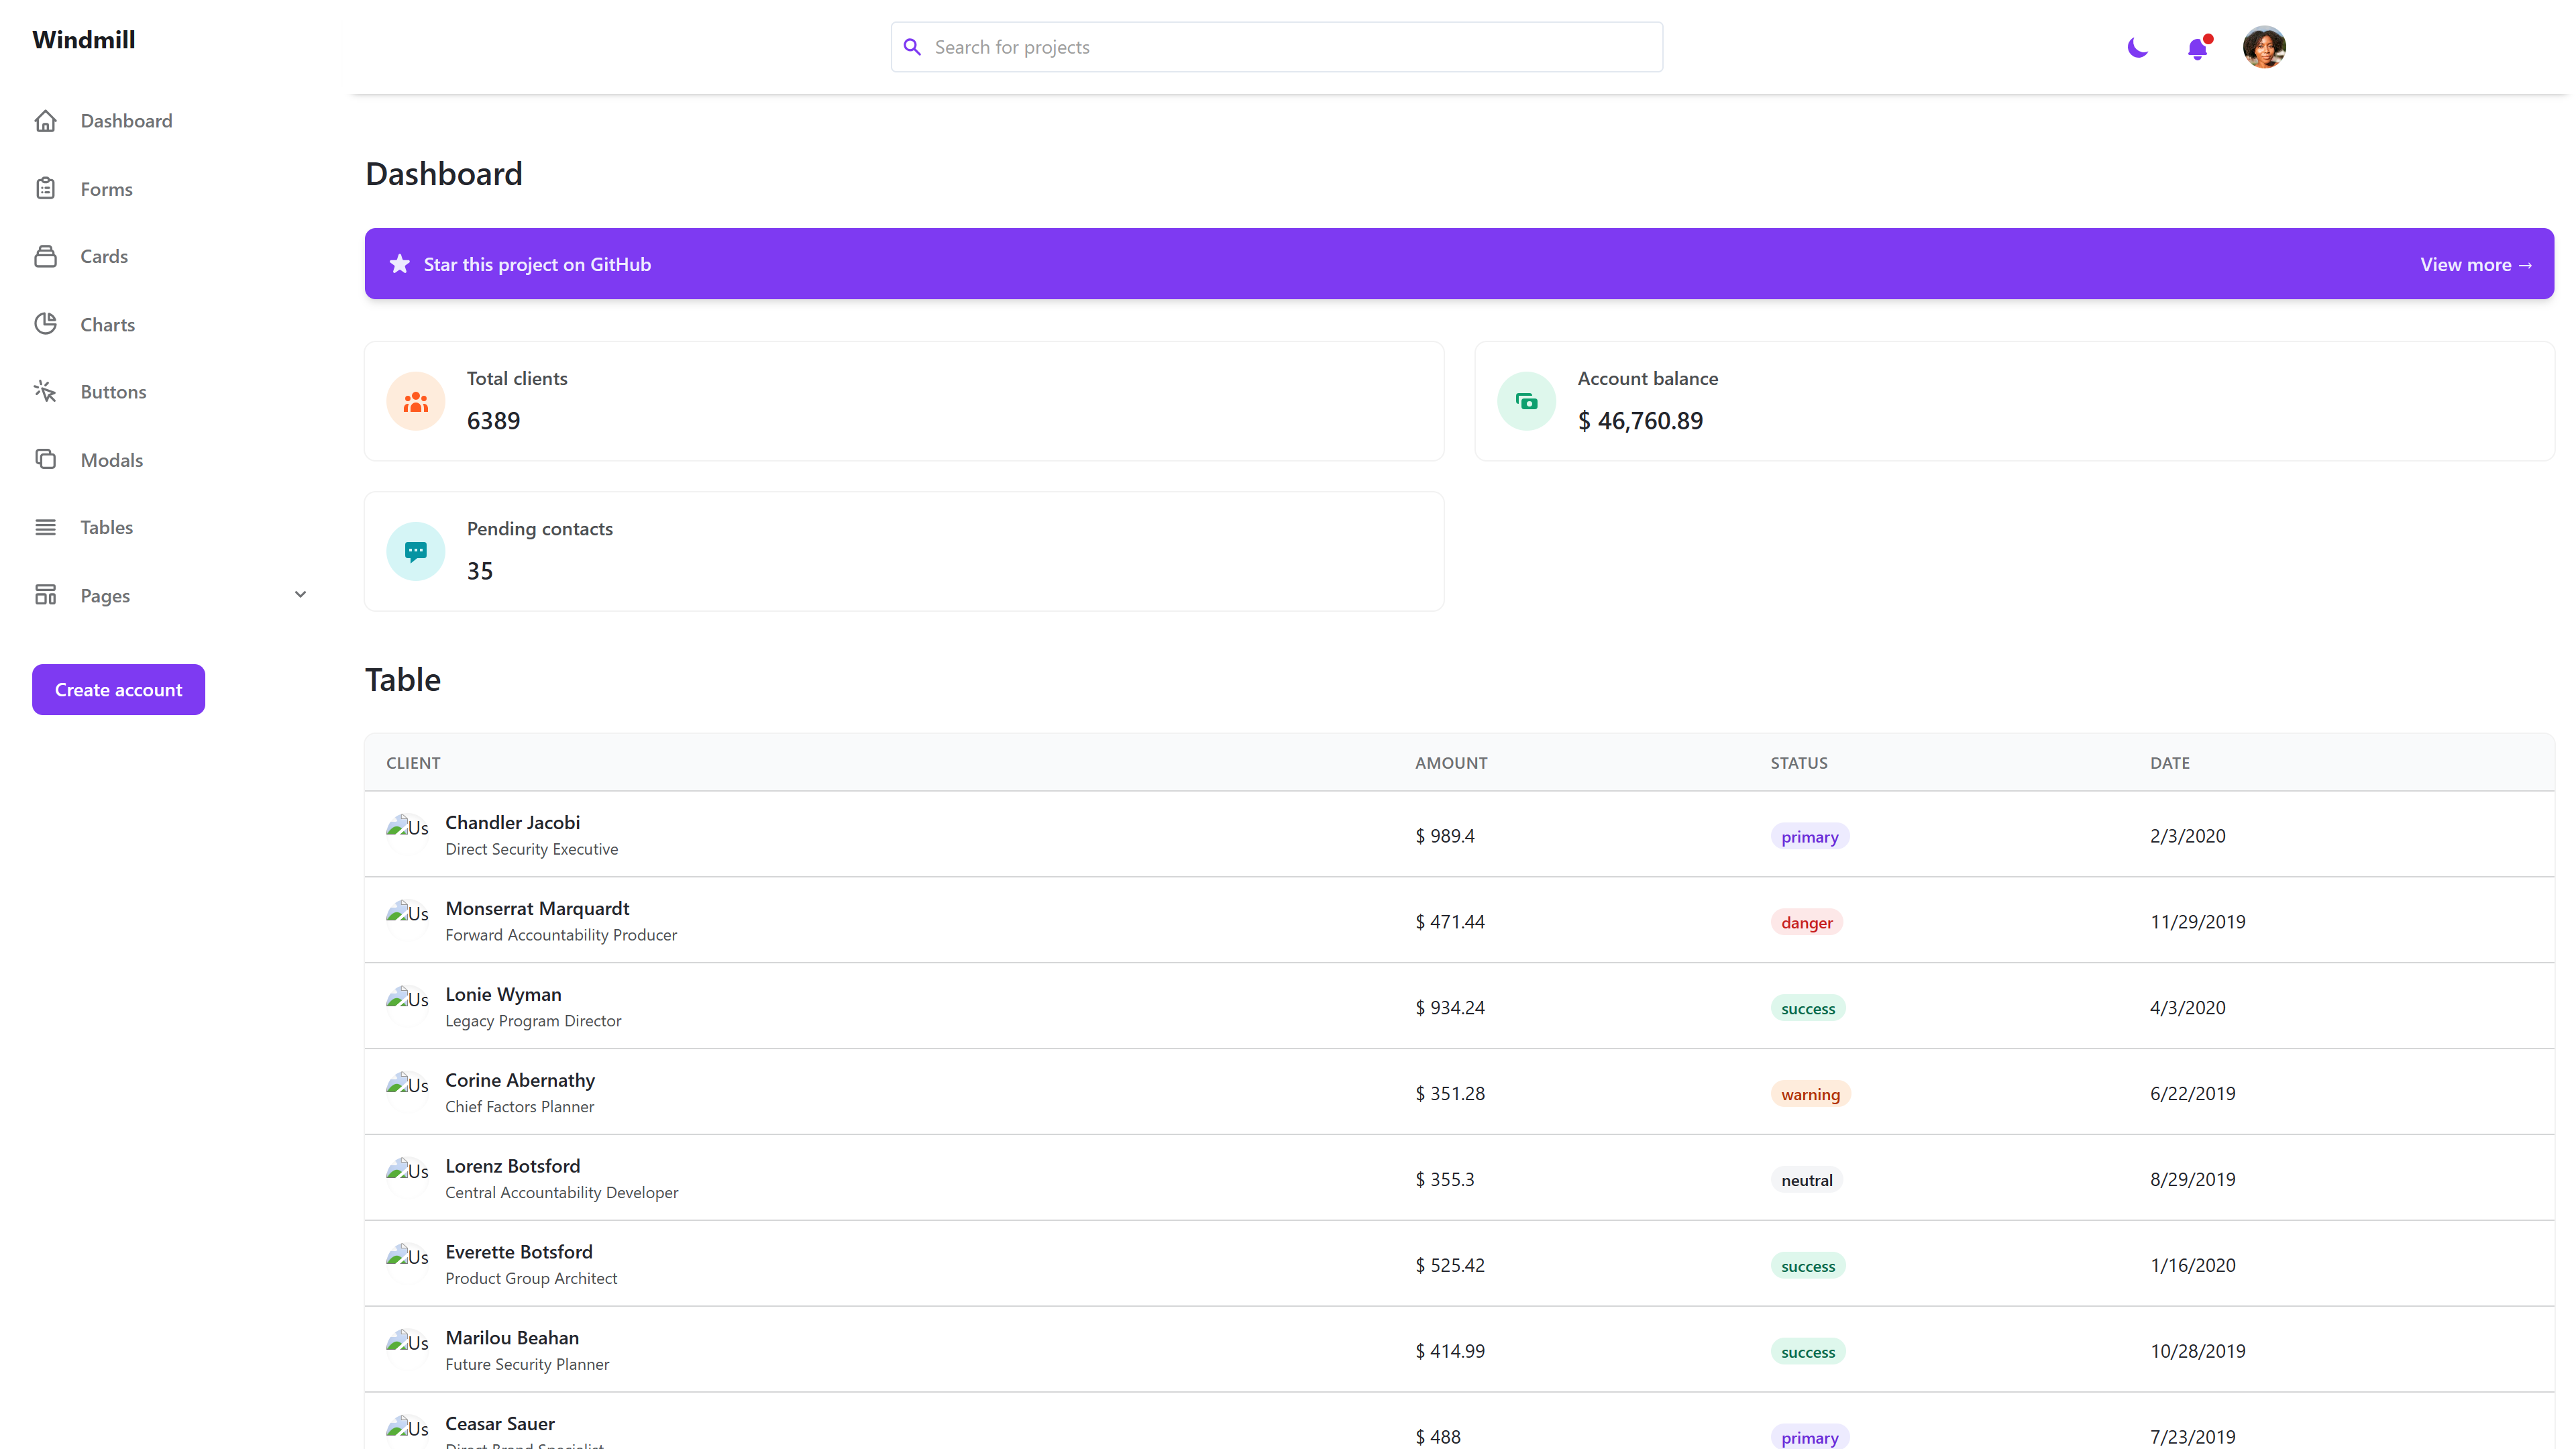 Windmill
Search for projects
Dashboard
Forms
Cards
Charts
Buttons
Modals
Tables
Pages
Create account
Dashboard
Star this project on GitHub
View more →
Total clients
6389
Account balance
$ 46,760.89
Pending contacts
35
Table
CLIENT AMOUNT STATUS DATE
Us Chandler Jacobi
Direct Security Executive
$ 989.4 primary 2/3/2020
Us Monserrat Marquardt
Forward Accountability Producer
$ 471.44 danger 11/29/2019
Us Lonie Wyman
Legacy Program Director
$ 934.24 success 4/3/2020
Us Corine Abernathy
Chief Factors Planner
$ 351.28 warning 6/22/2019
Us Lorenz Botsford
Central Accountability Developer
$ 355.3 neutral 8/29/2019
Us Everette Botsford
Product Group Architect
$ 525.42 success 1/16/2020
Us Marilou Beahan
Future Security Planner
$ 414.99 success 10/28/2019
Us Ceasar Sauer
Direct Brand Specialist
$ 488 primary 7/23/2019